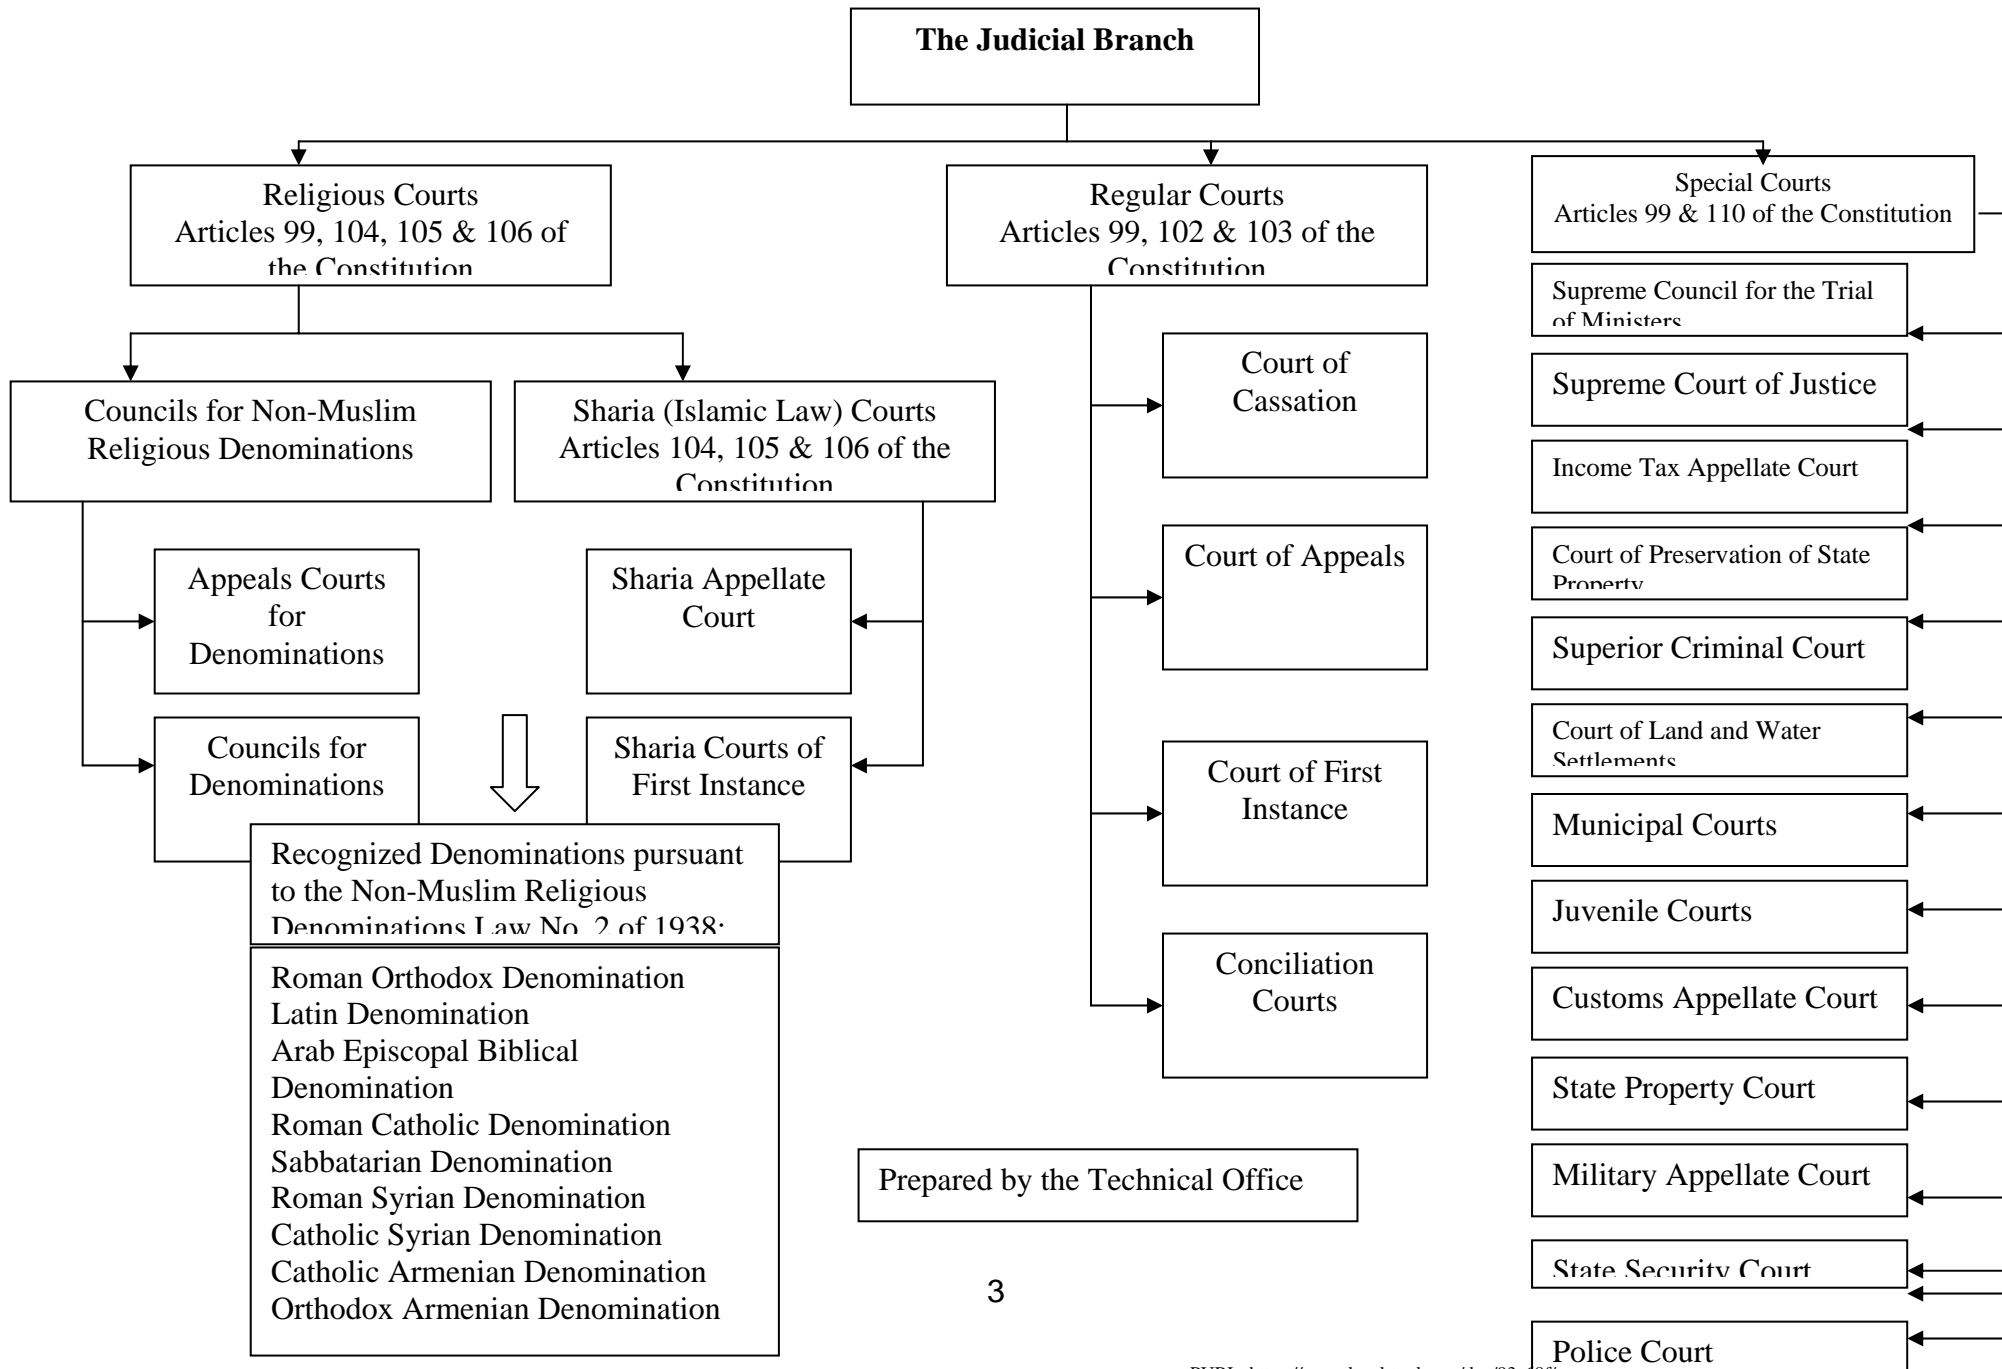 The Judicial Branch
Religious Courts
Articles 99, 104, 105 & 106 of
the Constitution
Regular Courts
Articles 99, 102 & 103 of the
Constitution
Special Courts
Articles 99 & 110 of the Constitution
Councils for Non-Muslim
Religious Denominations
Sharia (Islamic Law) Courts
Articles 104, 105 & 106 of the
Constitution
Appeals Courts
for
Denominations
Councils for
Denominations
Sharia Appellate
Court
Sharia Courts of
First Instance
Recognized Denominations pursuant
to the Non-Muslim Religious
Denominations Law No. 2 of 1938:
Roman Orthodox Denomination
Latin Denomination
Arab Episcopal Biblical
Denomination
Roman Catholic Denomination
Sabbatarian Denomination
Roman Syrian Denomination
Catholic Syrian Denomination
Catholic Armenian Denomination
Orthodox Armenian Denomination
Court of
Cassation
Court of Appeals
Court of First
Instance
Conciliation
Courts
Prepared by the Technical Office
Supreme Council for the Trial
of Ministers
Supreme Court of Justice
Income Tax Appellate Court
Court of Preservation of State
Property
Superior Criminal Court
Court of Land and Water
Settlements
Municipal Courts
Juvenile Courts
Customs Appellate Court
State Property Court
Military Appellate Court
State Security Court
Police Court
3